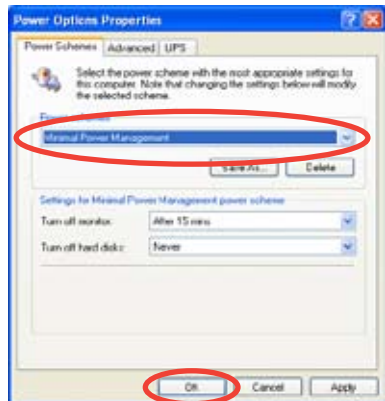 Power Options Properties
Power Schemes Advanced UPS
Select the power scheme with the most appropriate settings for
this computer. Note that changing the settings below will modify
the selected scheme.
Power schemes
Minimal Power Management
Save As... Delete
Settings for Minimal Power Management power scheme
Turn off monitor: After 15 mins
Turn off hard disks: Never
OK Cancel Apply